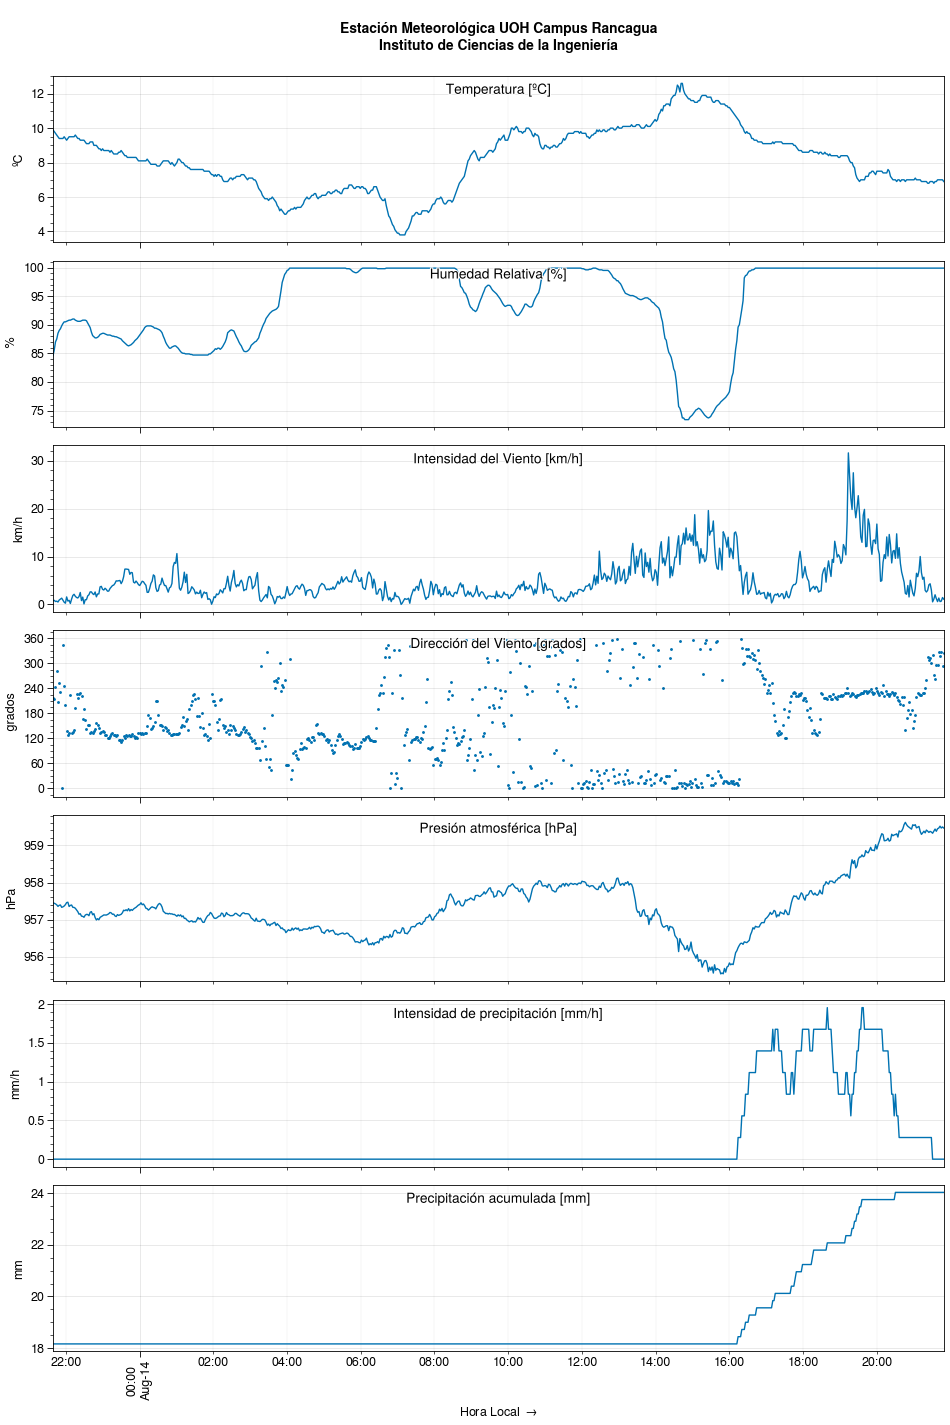 Estación Meteorológica UOH Campus Rancagua
Instituto de Ciencias de la Ingeniería
Temperatura [ºC]
12
10
8
6
4
ºC
Humedad Relativa [%]
100
95
90
85
80
75
%
Intensidad del Viento [km/h]
30
20
10
0
km/h
Dirección del Viento [grados]
360
300
240
180
120
60
0
grados
Presión atmosférica [hPa]
959
958
957
956
hPa
Intensidad de precipitación [mm/h]
2
1.5
1
0.5
0
mm/h
Precipitación acumulada [mm]
24
22
20
18
mm
22:00
00:00
Aug-14
02:00
04:00
06:00
08:00
10:00
12:00
14:00
16:00
18:00
20:00
Hora Local →